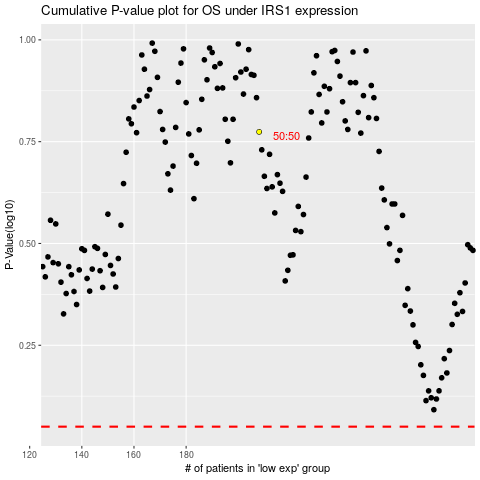 Cumulative P-value plot for OS under IRS1 expression
P-Value(log10)
1.00
0.75
0.50
0.25
50:50
120 140 160 180
# of patients in 'low exp' group